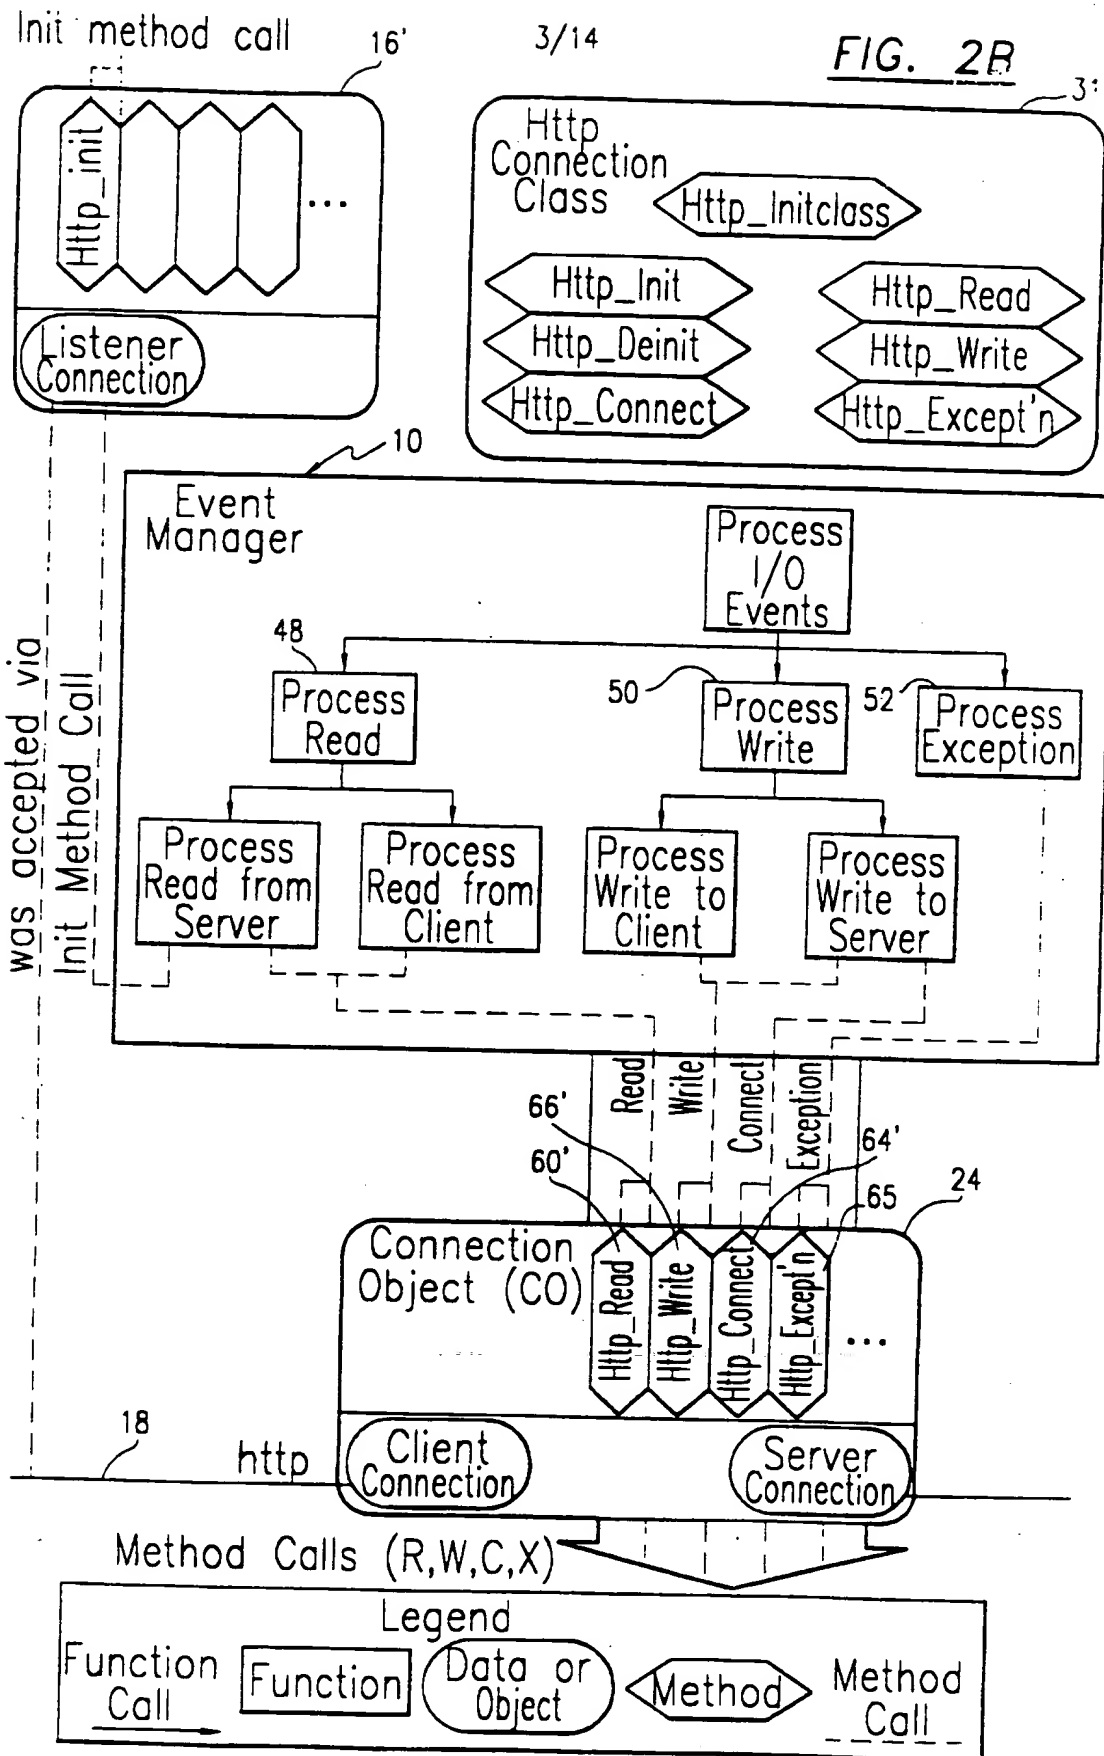 Init method call
16'
3/14
FIG. 2B
Http_init
...
Listener
Connection
Http
Connection
Class
Http_Initclass
Http_Init
Http_Deinit
Http_Connect
Http_Read
Http_Write
Http_Except'n
10
Event
Manager
Process
I/O
Events
48
Process
Read
50
Process
Write
52
Process
Exception
Process
Read from
Server
Process
Read from
Client
Process
Write to
Client
Process
Write to
Server
was accepted via
Init Method Call
Read
Write
Connect
Exception
66'
60'
64'
65
24
Connection
Object (CO)
Http_Read
Http_Write
Http_Connect
Http_Except'n
...
18
http
Client
Connection
Server
Connection
Method Calls (R,W,C,X)
Legend
Function
Call
Function
Data or
Object
Method
Method
Call